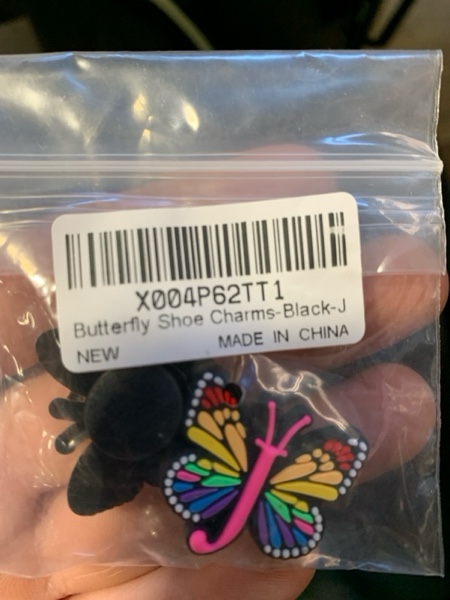 X004P62TT1
Butterfly Shoe Charms-Black-J
NEW MADE IN CHINA
J